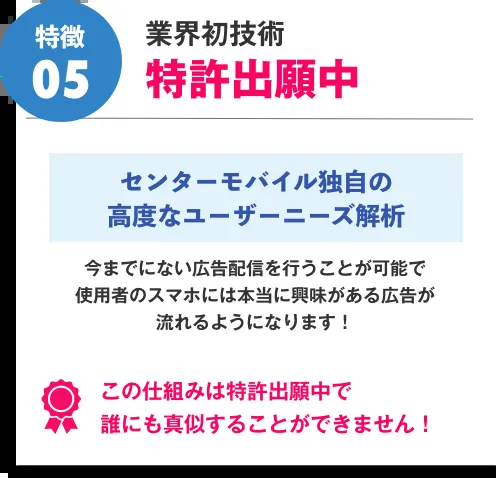 特徴
05
業界初技術
特許出願中
センターモバイル独自の
高度なユーザーニーズ解析
今までにない広告配信を行うことが可能で
使用者のスマホには本当に興味がある広告が
流れるようになります！
この仕組みは特許出願中で
誰にも真似することができません！